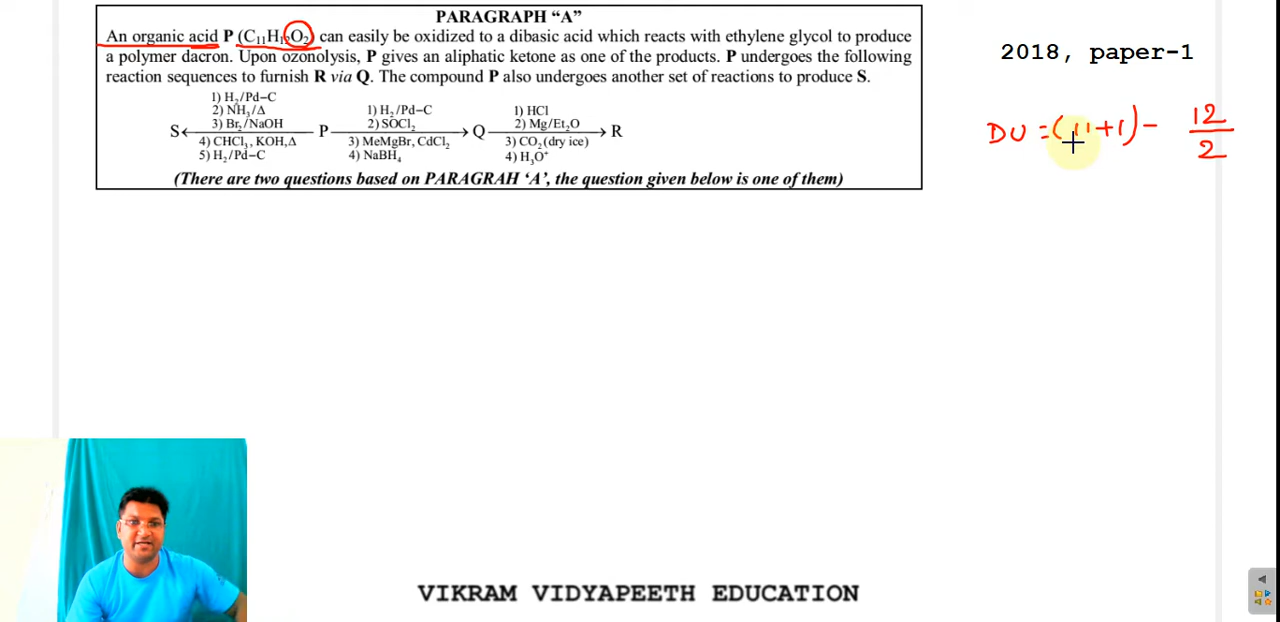 PARAGRAPH “A”
An organic acid P (C₁₁H₁₂O₂) can easily be oxidized to a dibasic acid which reacts with ethylene glycol to produce
a polymer dacron. Upon ozonolysis, P gives an aliphatic ketone as one of the products. P undergoes the following
reaction sequences to furnish R via Q. The compound P also undergoes another set of reactions to produce S.
1) H₂/Pd–C
2) NH₃/Δ
3) Br₂/NaOH
S
4) CHCl₃, KOH,Δ
5) H₂/Pd–C
P
1) H₂/Pd–C
2) SOCl₂
3) MeMgBr, CdCl₂
4) NaBH₄
Q
1) HCl
2) Mg/Et₂O
3) CO₂(dry ice)
4) H₃O⁺
R
(There are two questions based on PARAGRAH ‘A’, the question given below is one of them)
2018, paper-1
DU = (11+1) – 12/2
VIKRAM VIDYAPEETH EDUCATION